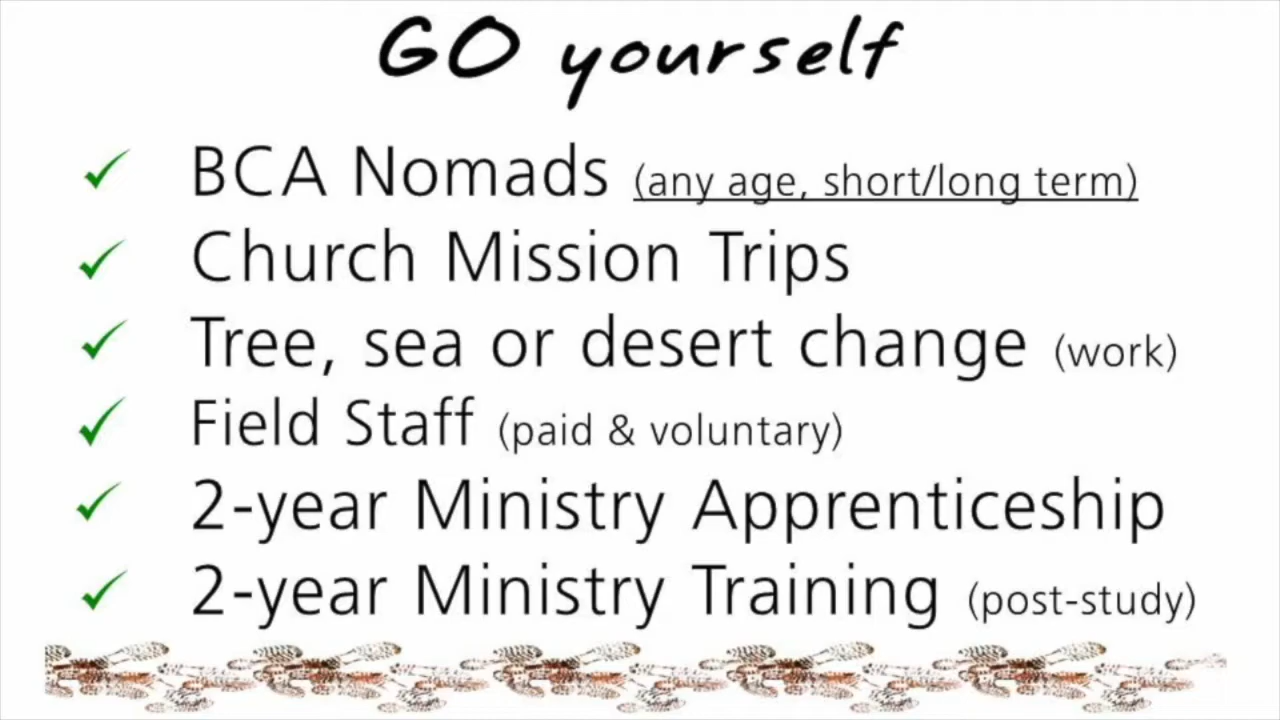 GO yourself
BCA Nomads (any age, short/long term)
Church Mission Trips
Tree, sea or desert change (work)
Field Staff (paid & voluntary)
2-year Ministry Apprenticeship
2-year Ministry Training (post-study)